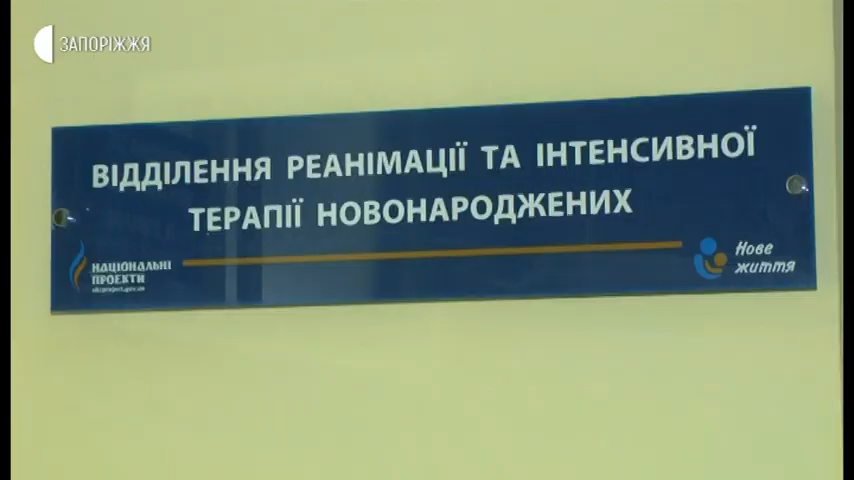 ЗАПОРІЖЖЯ
ВІДДІЛЕННЯ РЕАНІМАЦІЇ ТА ІНТЕНСИВНОЇ
ТЕРАПІЇ НОВОНАРОДЖЕНИХ
НАЦІОНАЛЬНІ
ПРОЕКТИ
Нове
життя